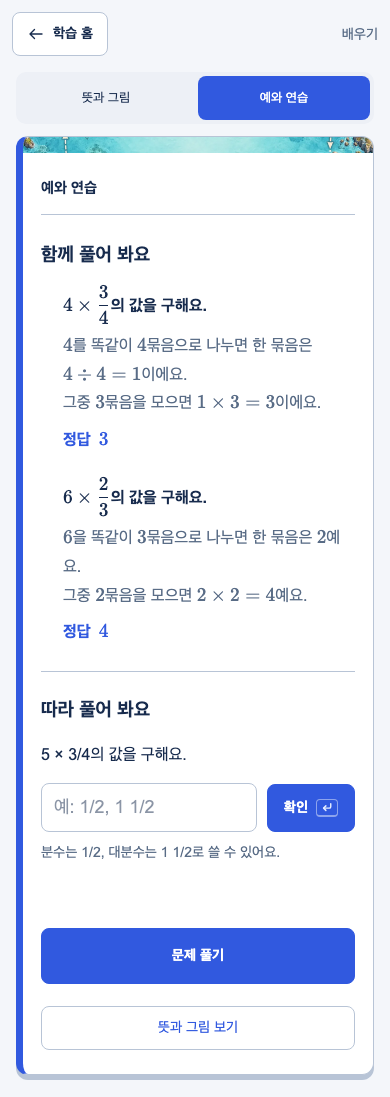 ← 학습 홈
배우기
뜻과 그림
예와 연습
예와 연습
함께 풀어 봐요
4 × 3/4의 값을 구해요.
4를 똑같이 4묶음으로 나누면 한 묶음은
4 ÷ 4 = 1이에요.
그중 3묶음을 모으면 1 × 3 = 3이에요.
정답 3
6 × 2/3의 값을 구해요.
6을 똑같이 3묶음으로 나누면 한 묶음은 2예
요.
그중 2묶음을 모으면 2 × 2 = 4예요.
정답 4
따라 풀어 봐요
5 × 3/4의 값을 구해요.
예: 1/2, 1 1/2
확인 ↵
분수는 1/2, 대분수는 1 1/2로 쓸 수 있어요.
문제 풀기
뜻과 그림 보기